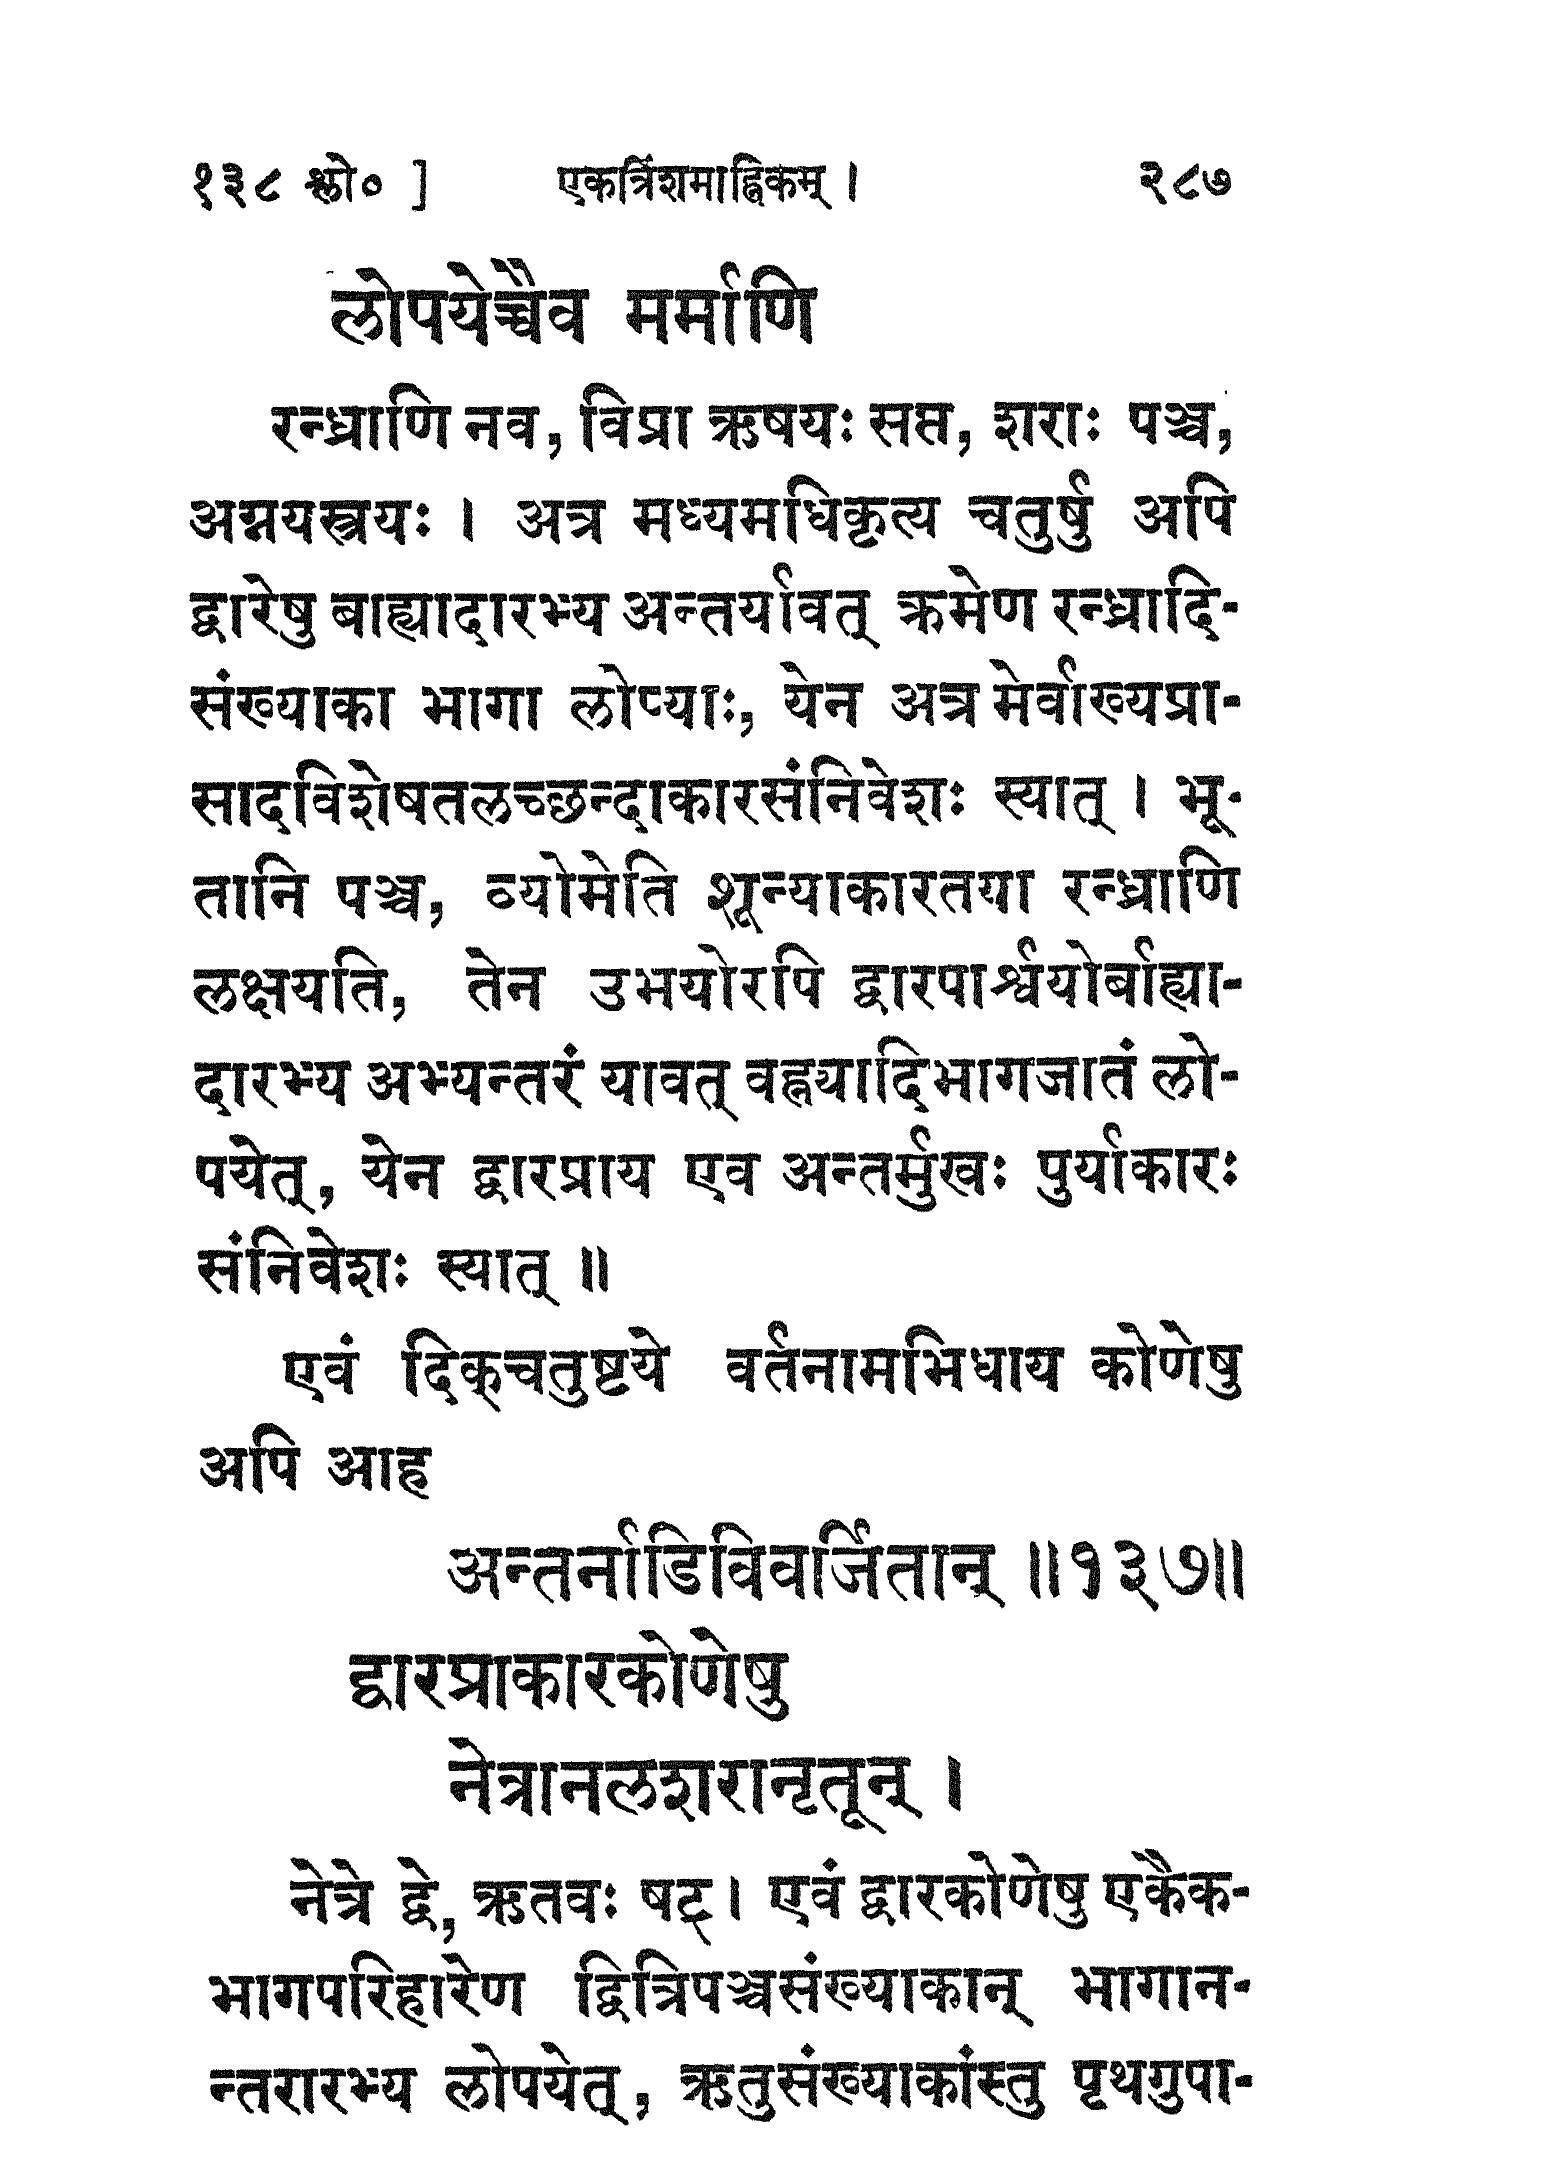 १३८ श्लो० ] एकत्रिंशमाह्निकम् । २८७
लोपयेच्चैव मर्माणि
रन्ध्राणि नव, विप्रा ऋषयः सप्त, शराः पञ्च,
अग्नयस्त्रयः । अत्र मध्यमधिकृत्य चतुर्षु अपि
द्वारेषु बाह्यादारभ्य अन्तर्यावत् क्रमेण रन्ध्रादि-
संख्याका भागा लोप्याः, येन अत्र मेर्वाख्यप्रा-
सादविशेषतलच्छन्दाकारसंनिवेशः स्यात् । भू-
तानि पञ्च, व्योमेति शून्याकारतया रन्ध्राणि
लक्षयति, तेन उभयोरपि द्वारपार्श्वयोर्बाह्या-
दारभ्य अभ्यन्तरं यावत् वह्नयादिभागजातं लो-
पयेत्, येन द्वारप्राय एव अन्तर्मुखः पुर्याकारः
संनिवेशः स्यात् ॥
एवं दिक्चतुष्टये वर्तनामभिधाय कोणेषु
अपि आह
अन्तर्नाडिविवर्जितान् ॥१३७॥
द्वारप्राकारकोणेषु
नेत्रानलशरानृतून् ।
नेत्रे द्वे, ऋतवः षट् । एवं द्वारकोणेषु एकैक-
भागपरिहारेण द्वित्रिपञ्चसंख्याकान् भागान-
न्तरारभ्य लोपयेत्, ऋतुसंख्याकांस्तु पृथगुपा-